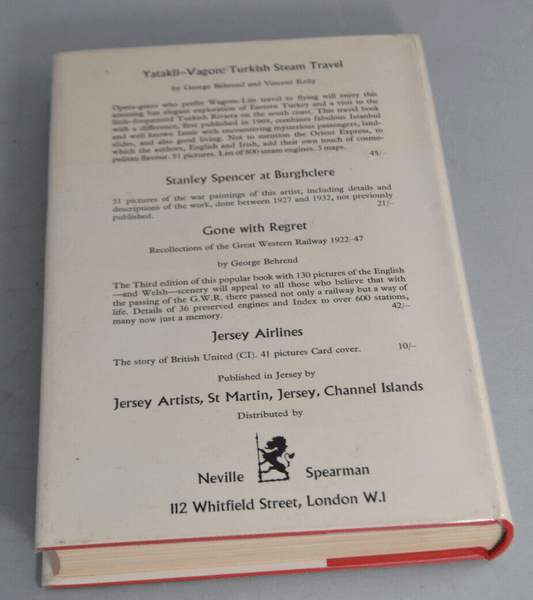 Yataklı-Vagon: Turkish Steam Travel
by George Behrend and Vincent Kelly
Opera-goers who prefer Wagons-Lits travel to flying will enjoy this
amusing but elegant exploration of Eastern Turkey and a visit to the
little-frequented Turkish Riviera on the south coast. This travel book
with a difference, first published in 1969, combines fabulous Istanbul
and well known Izmir with encountering mysterious passengers, land-
slides, and also good living. Not to mention the Orient Express, to
which the authors, English and Irish, add their own touch of cosmo-
politan flavour. 91 pictures. List of 800 steam engines. 3 maps. 45/–
Stanley Spencer at Burghclere
51 pictures of the war paintings of this artist, including details and
descriptions of the work, done between 1927 and 1932, not previously
published. 21/–
Gone with Regret
Recollections of the Great Western Railway 1922–47
by George Behrend
The Third edition of this popular book with 130 pictures of the English
—and Welsh—scenery will appeal to all those who believe that with
the passing of the G.W.R. there passed not only a railway but a way of
life. Details of 36 preserved engines and Index to over 600 stations,
many now just a memory. 42/–
Jersey Airlines
The story of British United (CI). 41 pictures Card cover. 10/–
Published in Jersey by
Jersey Artists, St Martin, Jersey, Channel Islands
Distributed by
Neville Spearman
112 Whitfield Street, London W.1